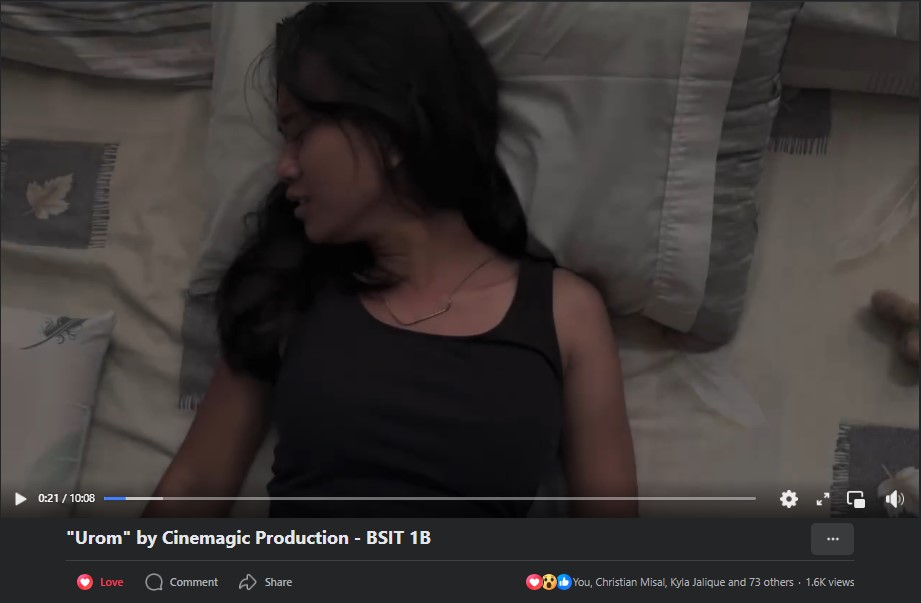 0:21 / 10:08
"Urom" by Cinemagic Production - BSIT 1B
Love Comment Share You, Christian Misal, Kyla Jalique and 73 others · 1.6K views